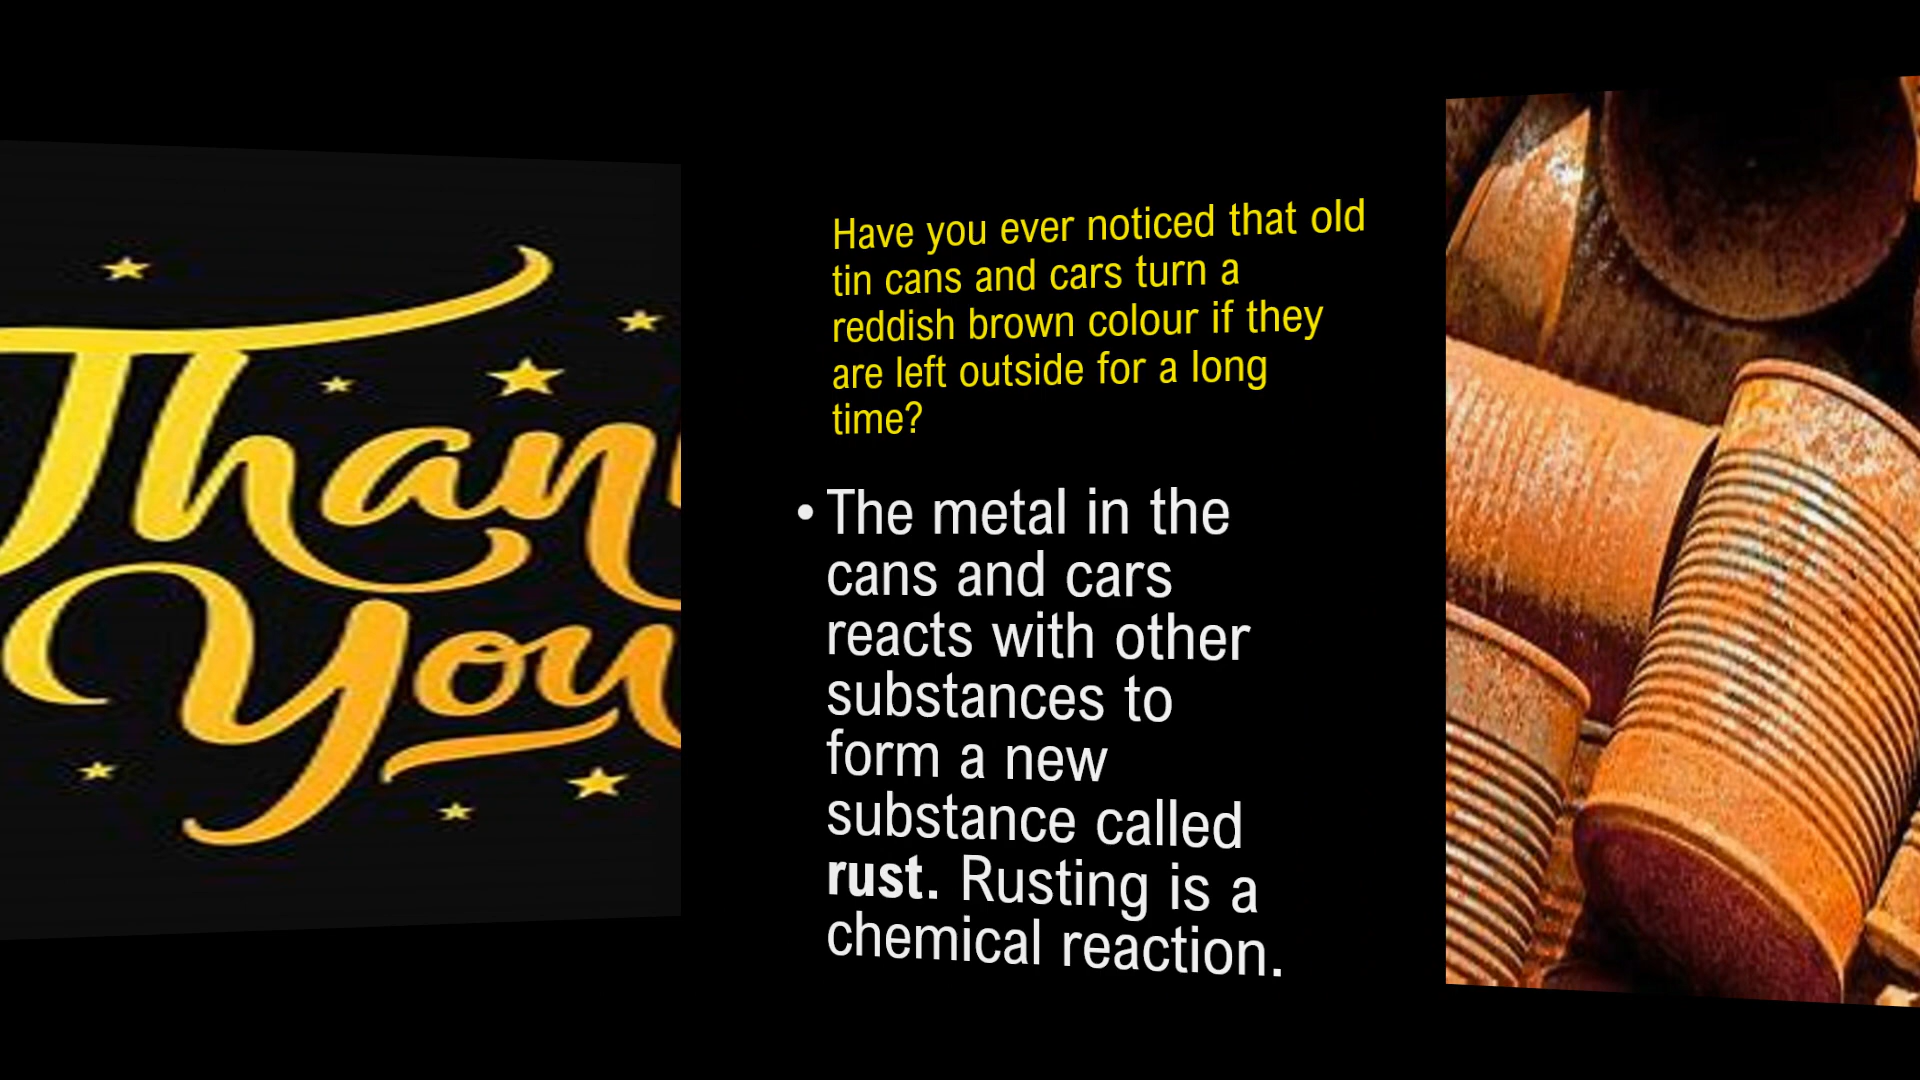 Than
You
Have you ever noticed that old
tin cans and cars turn a
reddish brown colour if they
are left outside for a long
time?
• The metal in the
cans and cars
reacts with other
substances to
form a new
substance called
rust. Rusting is a
chemical reaction.